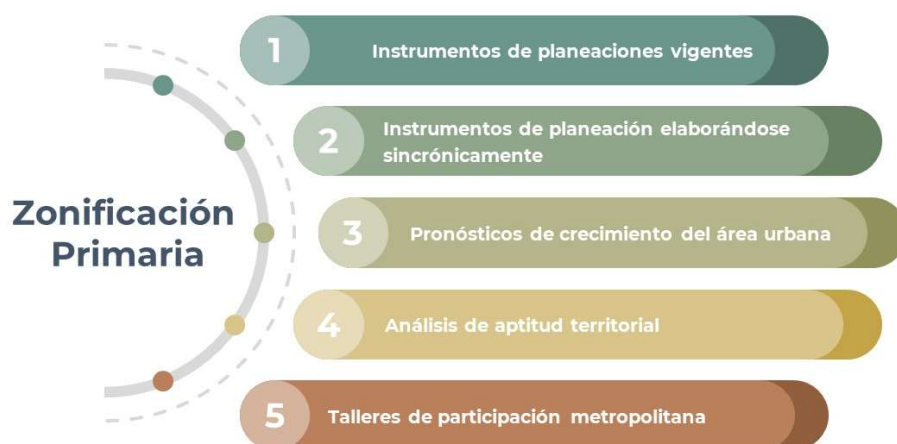 Zonificación
Primaria
1
Instrumentos de planeaciones vigentes
2
Instrumentos de planeación elaborándose
sincrónicamente
3
Pronósticos de crecimiento del área urbana
4
Análisis de aptitud territorial
5
Talleres de participación metropolitana